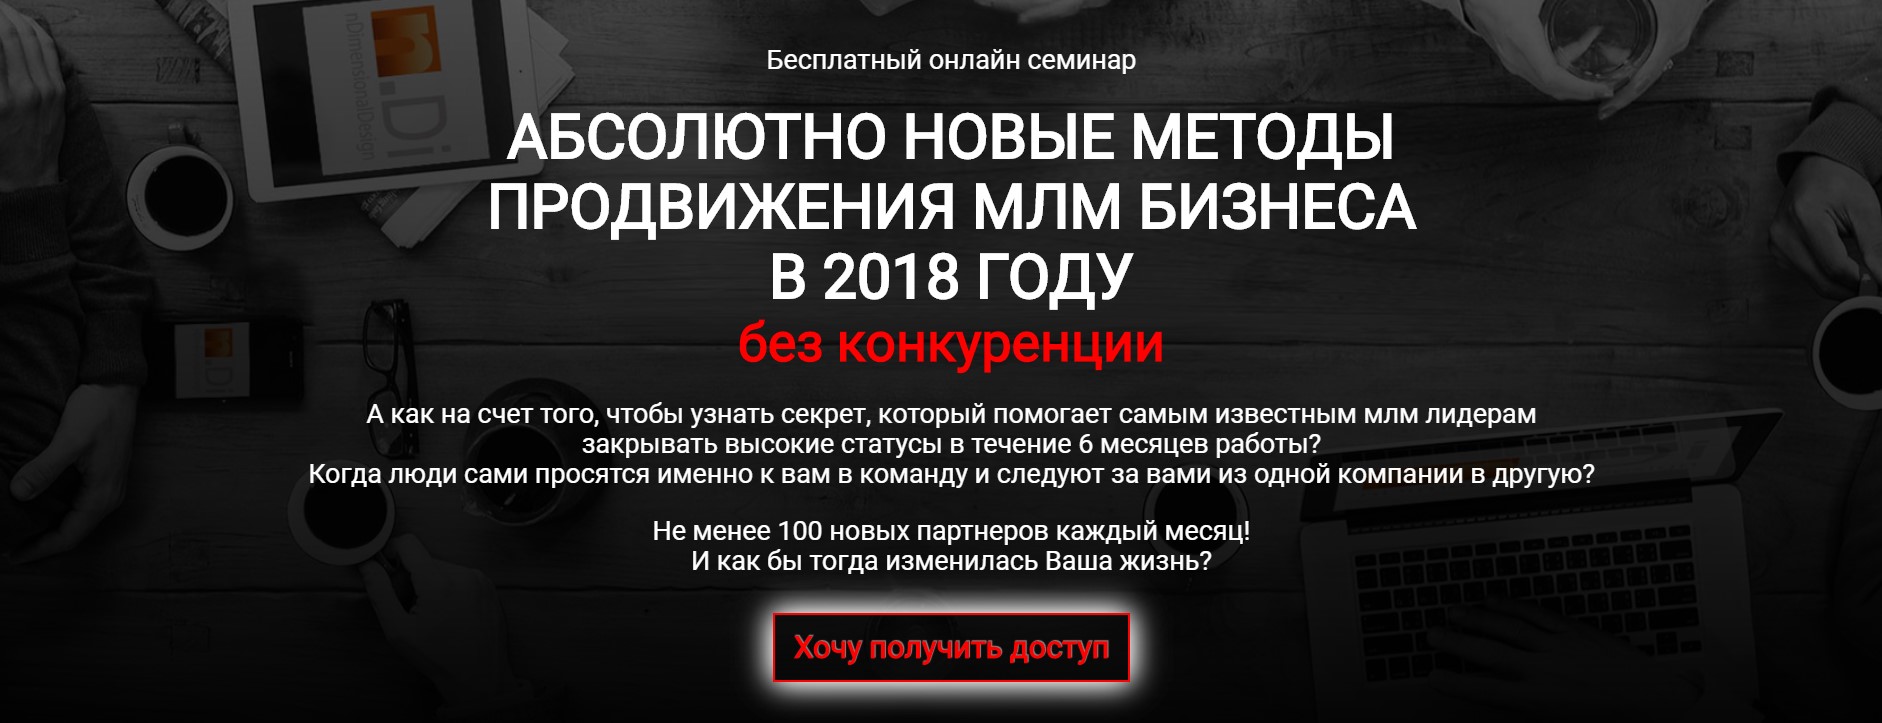 Бесплатный онлайн семинар
АБСОЛЮТНО НОВЫЕ МЕТОДЫ
ПРОДВИЖЕНИЯ МЛМ БИЗНЕСА
В 2018 ГОДУ
без конкуренции
А как на счет того, чтобы узнать секрет, который помогает самым известным млм лидерам
закрывать высокие статусы в течение 6 месяцев работы?
Когда люди сами просятся именно к вам в команду и следуют за вами из одной компании в другую?
Не менее 100 новых партнеров каждый месяц!
И как бы тогда изменилась Ваша жизнь?
Хочу получить доступ
n.Di
nDimensionalDesign
n.Di